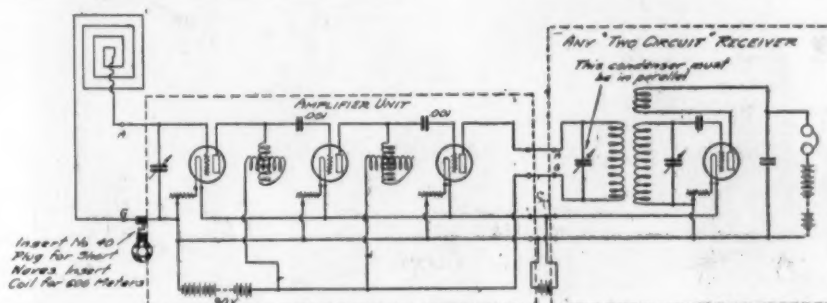 ANY "TWO CIRCUIT" RECEIVER
This condenser must
be in parallel
AMPLIFIER UNIT
.001
.001
A
G
Insert No 40
Plug for Short
Waves Insert
Coil for 600 Meters
90V